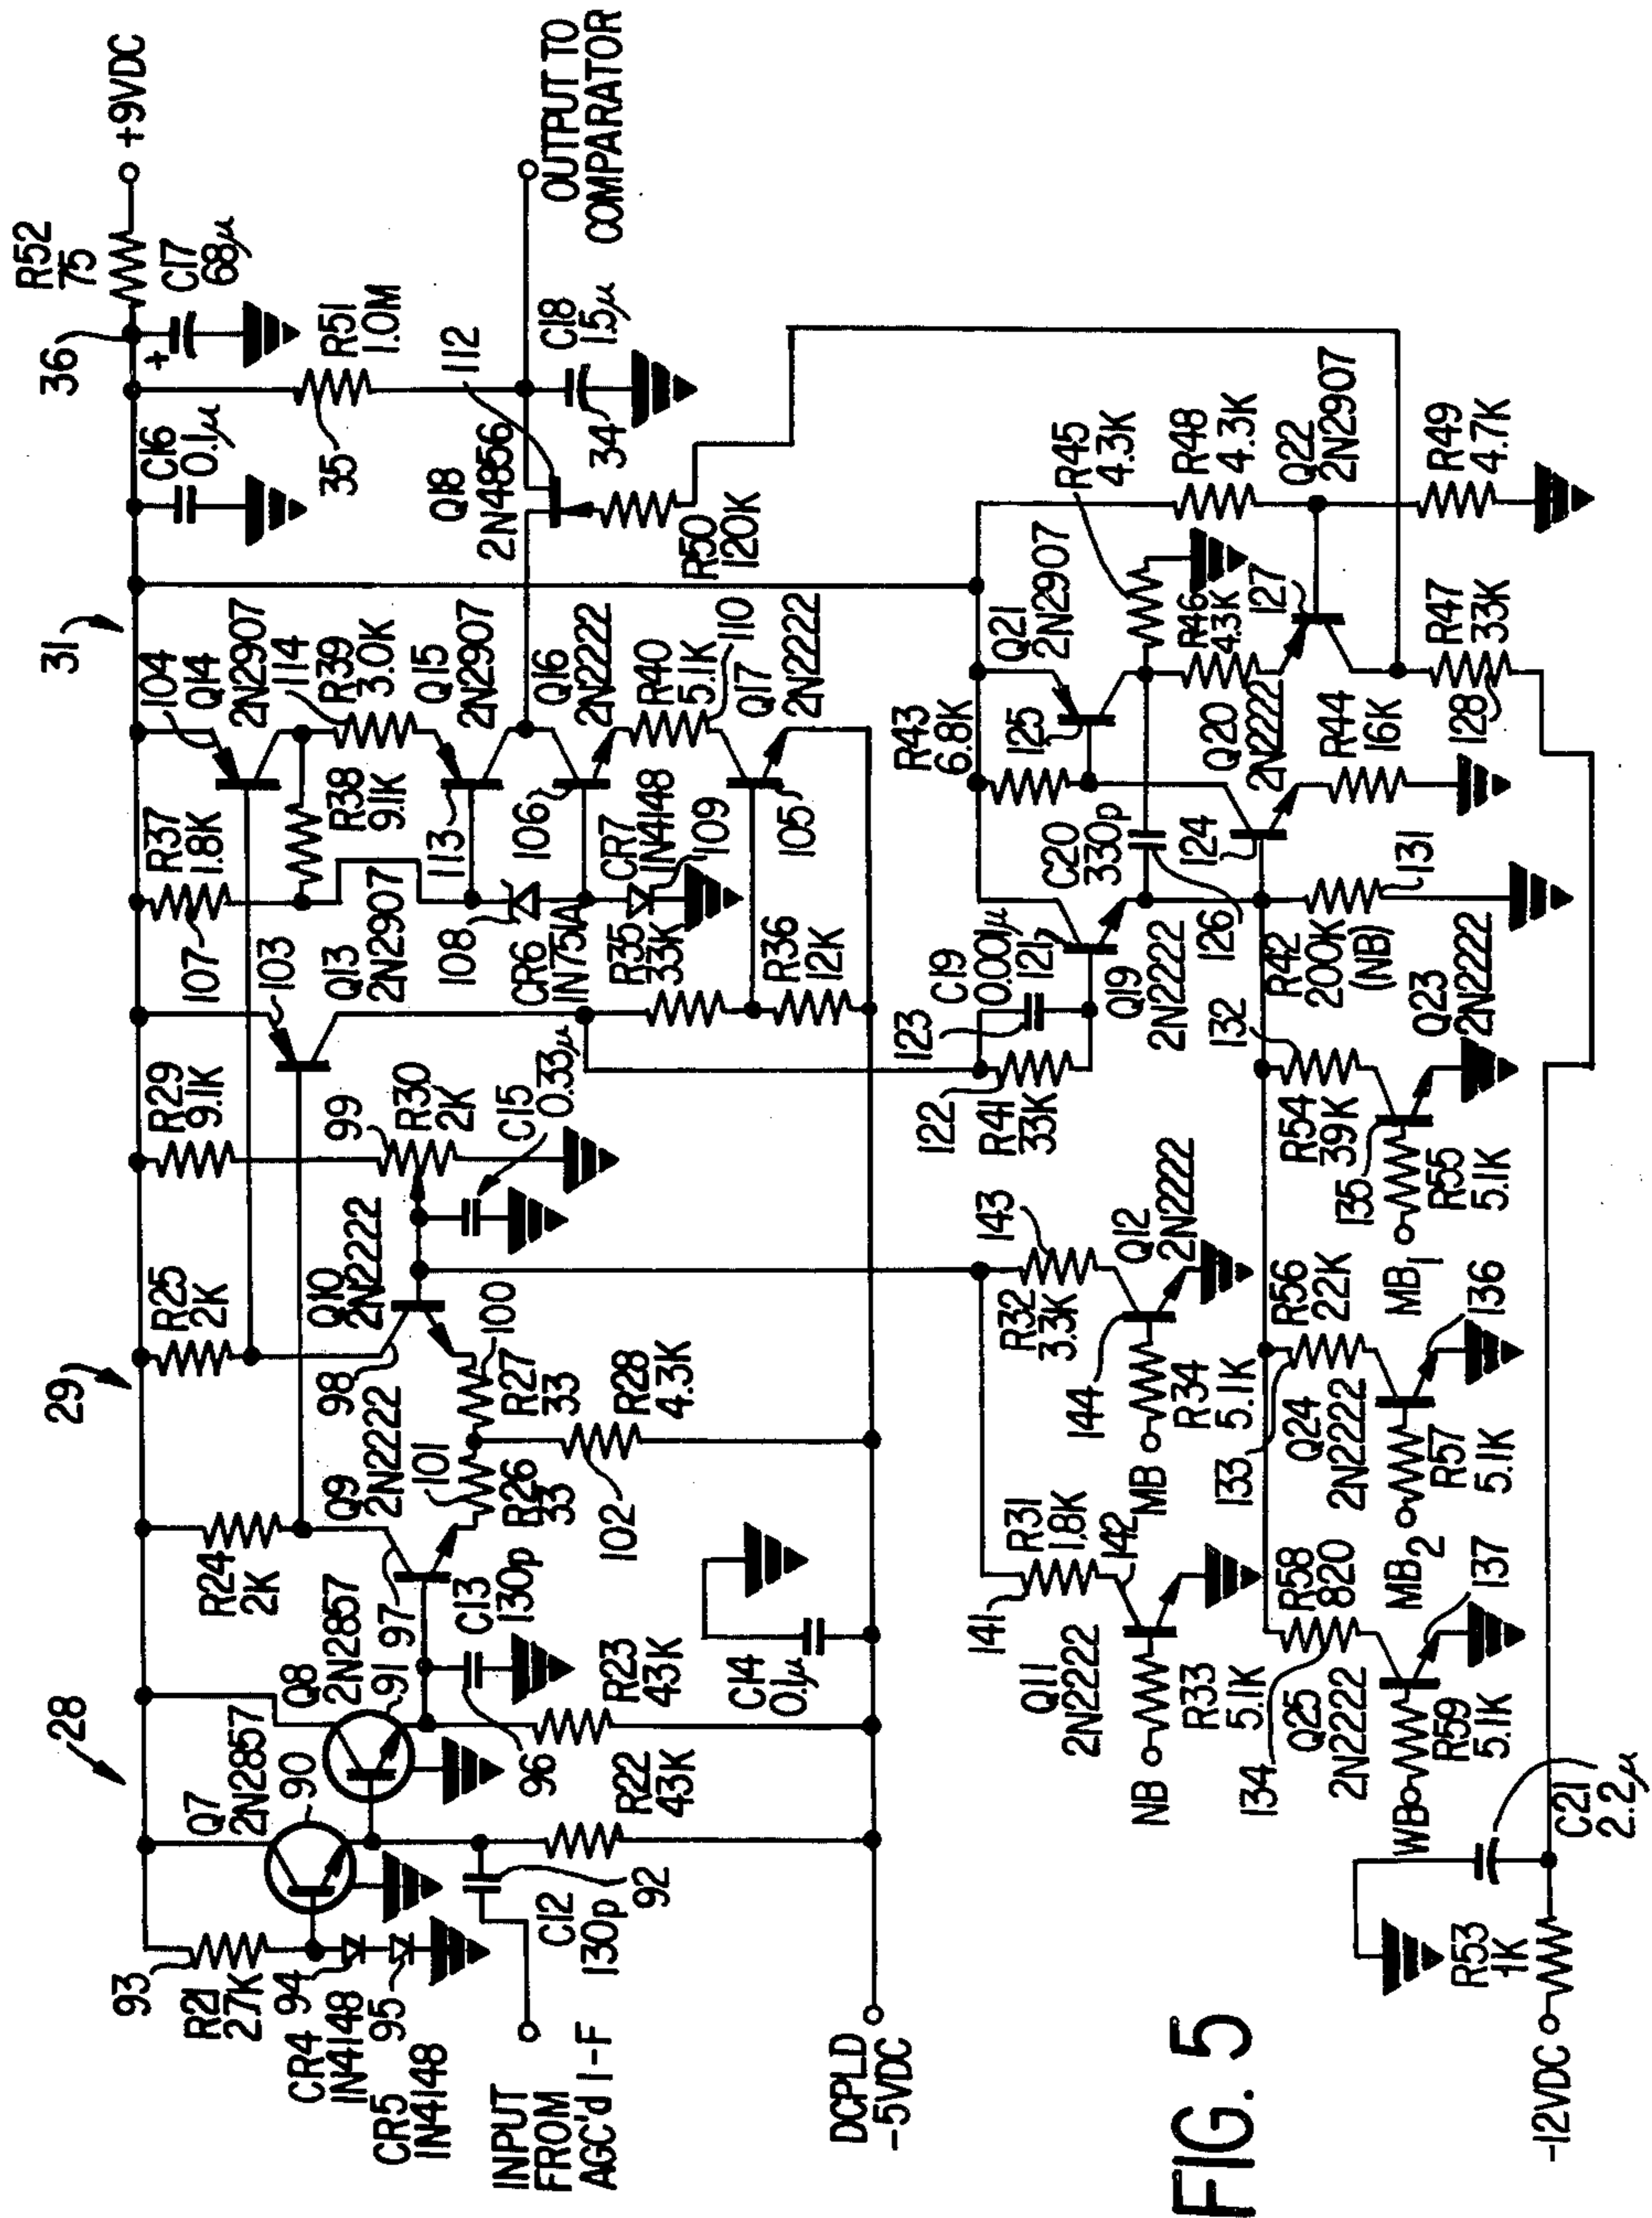 36
R52
75
+9VDC
C17
68μ
+
C16
0.1μ
R51
1.0M
35
31
Q18
2N4856
112
OUTPUT TO
COMPARATOR
C18
1.5μ
34
R50
120K
104
Q14
2N2907
114
R39
3.0K
Q15
2N2907
Q16
2N2222
R40
5.1K
110
Q17
2N2222
R37
1.8K
107
R38
9.1K
113
106
CR7
1N4148
109
105
103
Q13
2N2907
108
CR6
IN751A
R35
33K
R36
12K
29
R29
9.1K
99
R30
2K
C15
0.33μ
R25
2K
Q10
2N2222
98
100
R27
33
R28
4.3K
R24
2K
Q9
2N2222
97
101
R26
33
102
28
Q8
2N2857
91
C13
130p
96
R23
43K
C14
0.1μ
Q7
2N2857
90
R22
43K
93
R21
27K
94
CR4
IN4148
95
CR5
IN4148
C12
130p
92
INPUT
FROM
AGC'd I-F
DCPLD
-5VDC
R45
4.3K
R48
4.3K
Q22
2N2907
R49
4.7K
Q21
2N2907
R46
4.3K
127
R47
33K
128
R43
6.8K
125
Q20
2N2222
R44
16K
C20
330p
124
126
131
C19
0.001μ
121
123
Q19
2N2222
R42
200K
(NB)
122
R41
33K
132
Q23
2N2222
R54
39K
135
R55
5.1K
MB1
143
Q12
2N2222
R32
3.3K
144
R34
5.1K
MB
R56
22K
133
Q24
2N2222
136
R57
5.1K
MB2
141
R31
1.8K
142
Q11
2N2222
R33
5.1K
NB
R58
820
134
Q25
2N2222
137
R59
5.1K
WB
C21
2.2μ
R53
1K
-12VDC
FIG. 5